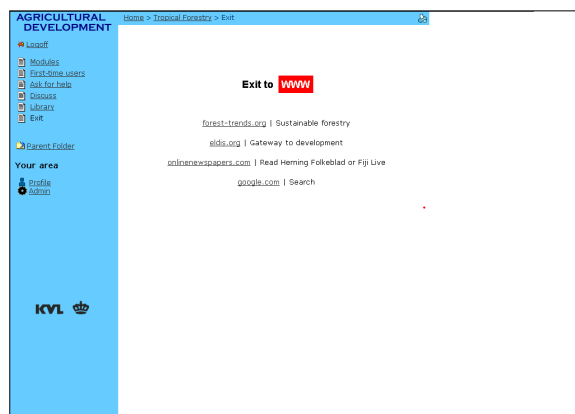 AGRICULTURAL
DEVELOPMENT
Home > Tropical Forestry > Exit
Logoff
Modules
First-time users
Ask for help
Discuss
Library
Exit
Parent Folder
Your area
Profile
Admin
KVL
Exit to WWW
forest-trends.org | Sustainable forestry
eldis.org | Gateway to development
onlinenewspapers.com | Read Herning Folkeblad or Fiji Live
google.com | Search